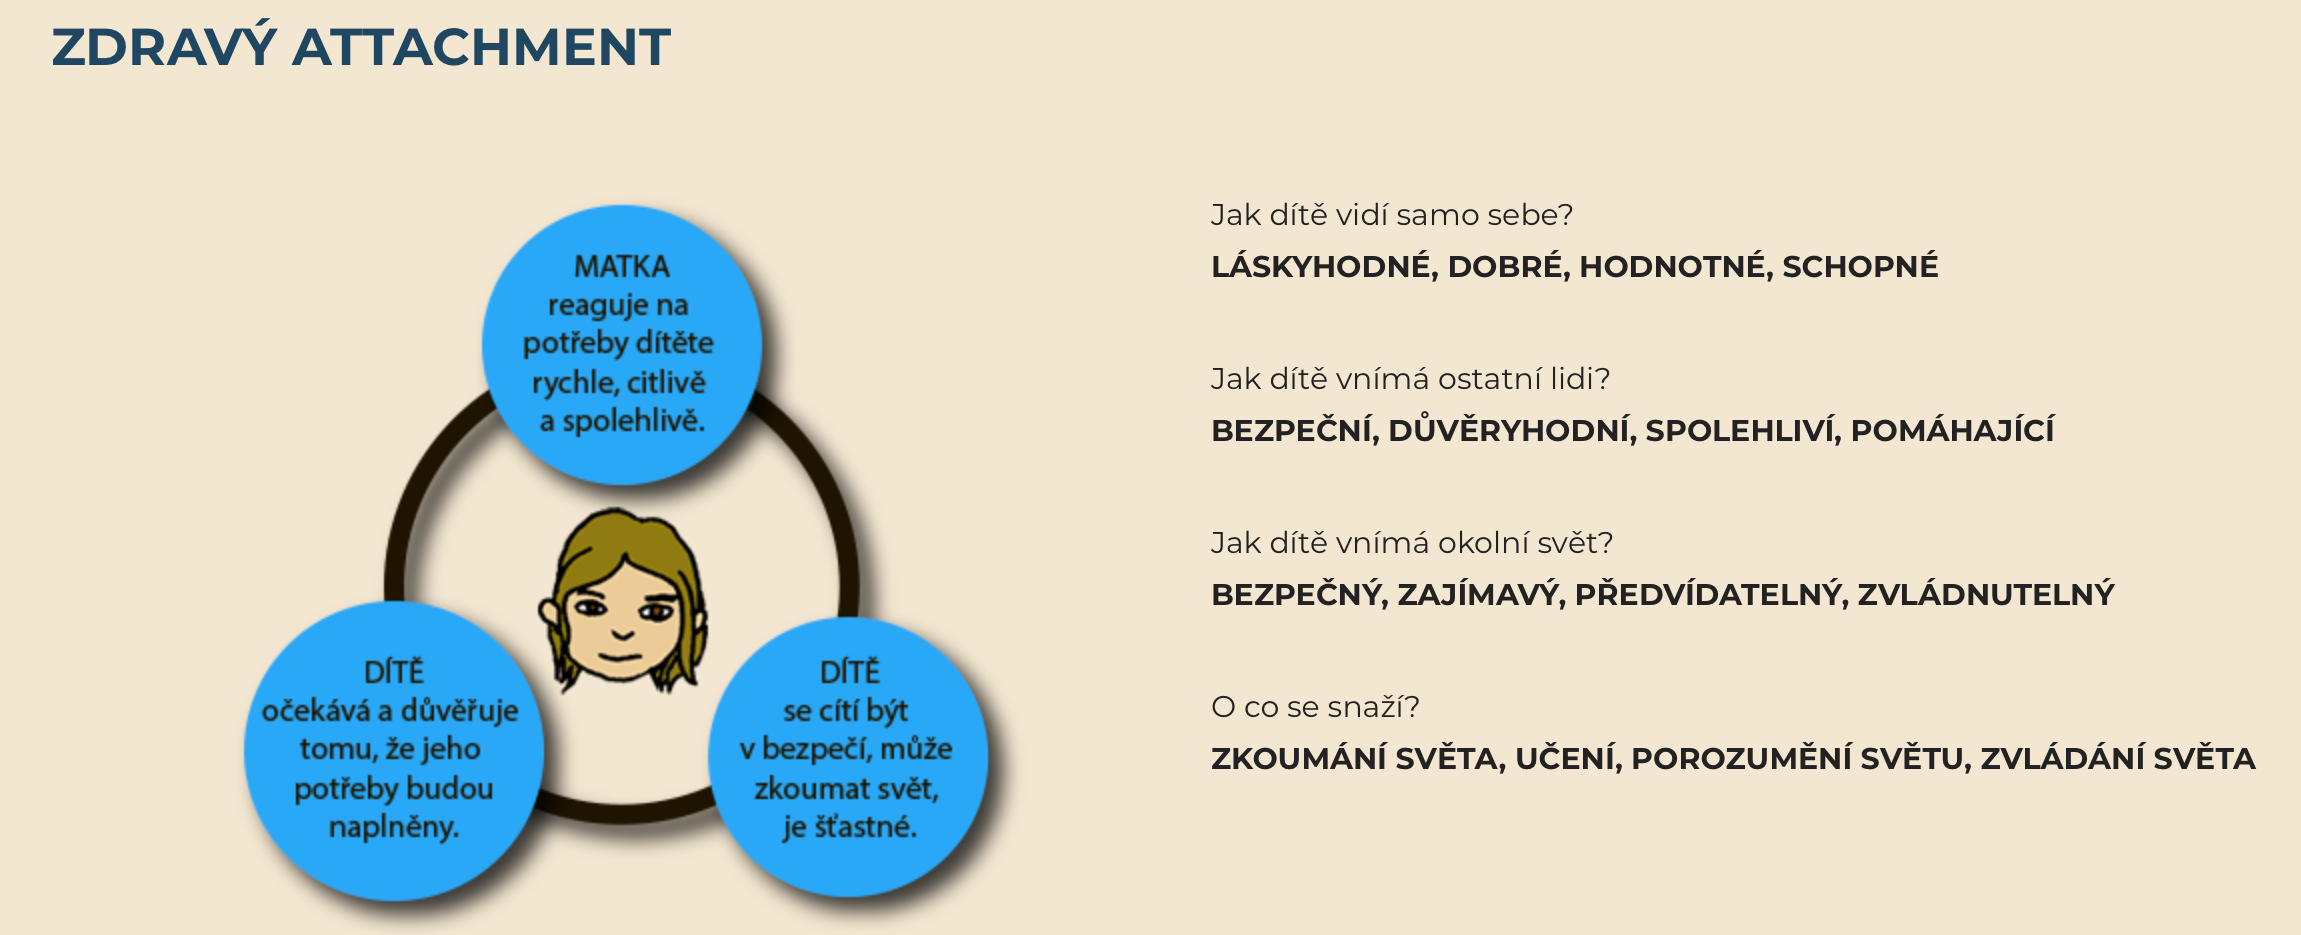 ZDRAVÝ ATTACHMENT
MATKA
reaguje na
potřeby dítěte
rychle, citlivě
a spolehlivě.
DÍTĚ
očekává a důvěřuje
tomu, že jeho
potřeby budou
naplněny.
DÍTĚ
se cítí být
v bezpečí, může
zkoumat svět,
je šťastné.
Jak dítě vidí samo sebe?
LÁSKYHODNÉ, DOBRÉ, HODNOTNÉ, SCHOPNÉ
Jak dítě vnímá ostatní lidi?
BEZPEČNÍ, DŮVĚRYHODNÍ, SPOLEHLIVÍ, POMÁHAJÍCÍ
Jak dítě vnímá okolní svět?
BEZPEČNÝ, ZAJÍMAVÝ, PŘEDVÍDATELNÝ, ZVLÁDNUTELNÝ
O co se snaží?
ZKOUMÁNÍ SVĚTA, UČENÍ, POROZUMĚNÍ SVĚTU, ZVLÁDÁNÍ SVĚTA